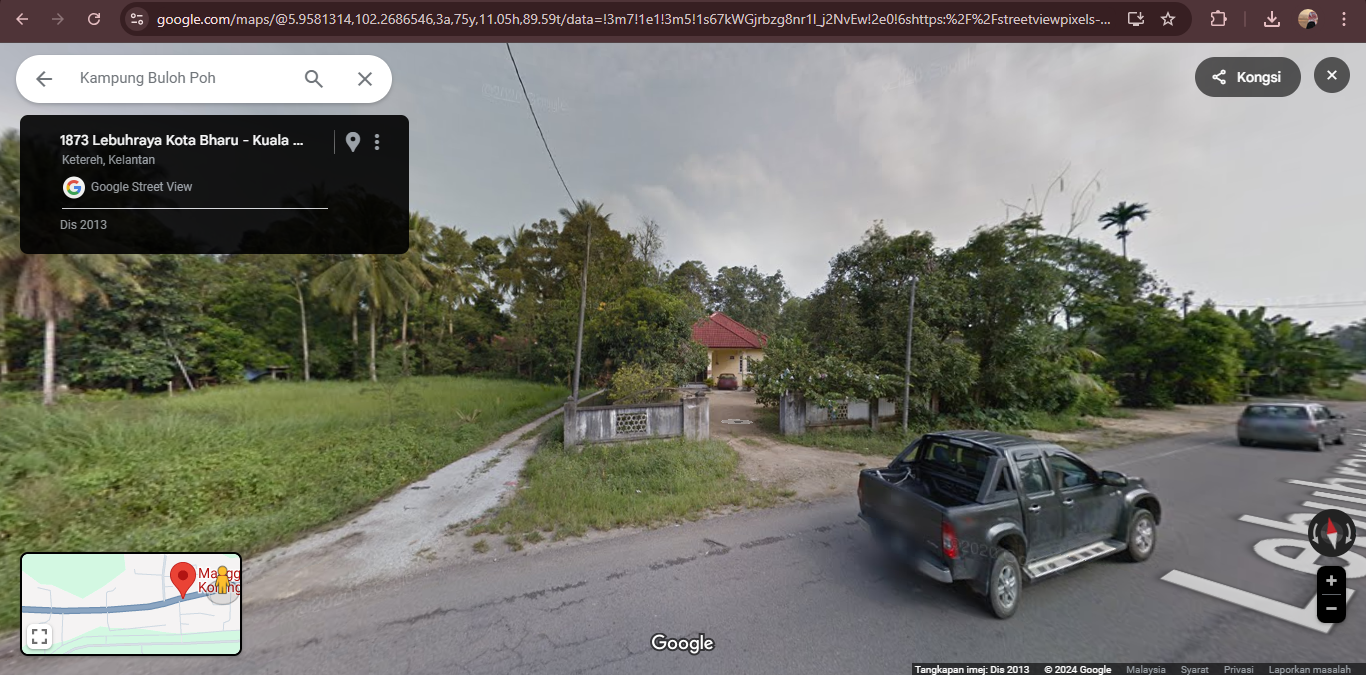 google.com/maps/@5.9581314,102.2686546,3a,75y,11.05h,89.59t/data=!3m7!1e1!3m5!1s67kWGjrbzg8nr1I_j2NvEw!2e0!6shttps:%2F%2Fstreetviewpixels-...
Kampung Buloh Poh
Kongsi
1873 Lebuhraya Kota Bharu - Kuala ...
Ketereh, Kelantan
Google Street View
Dis 2013
Lebuhray
Google
Tangkapan imej: Dis 2013 © 2024 Google Malaysia Syarat Privasi Laporkan masalah